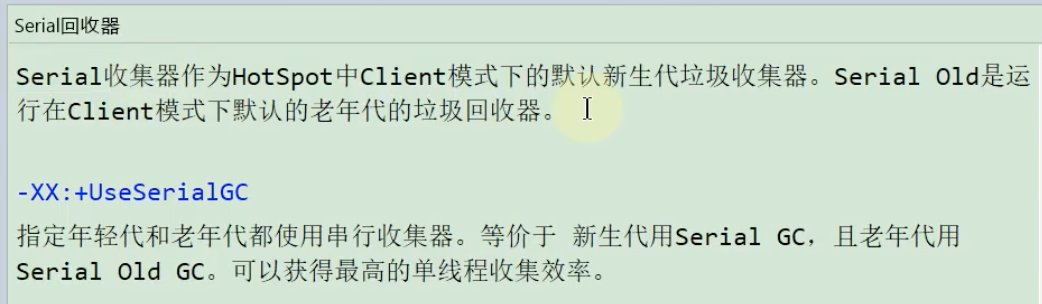 Serial回收器
Serial收集器作为HotSpot中Client模式下的默认新生代垃圾收集器。Serial Old是运
行在Client模式下默认的老年代的垃圾回收器。
-XX:+UseSerialGC
指定年轻代和老年代都使用串行收集器。等价于 新生代用Serial GC，且老年代用
Serial Old GC。可以获得最高的单线程收集效率。